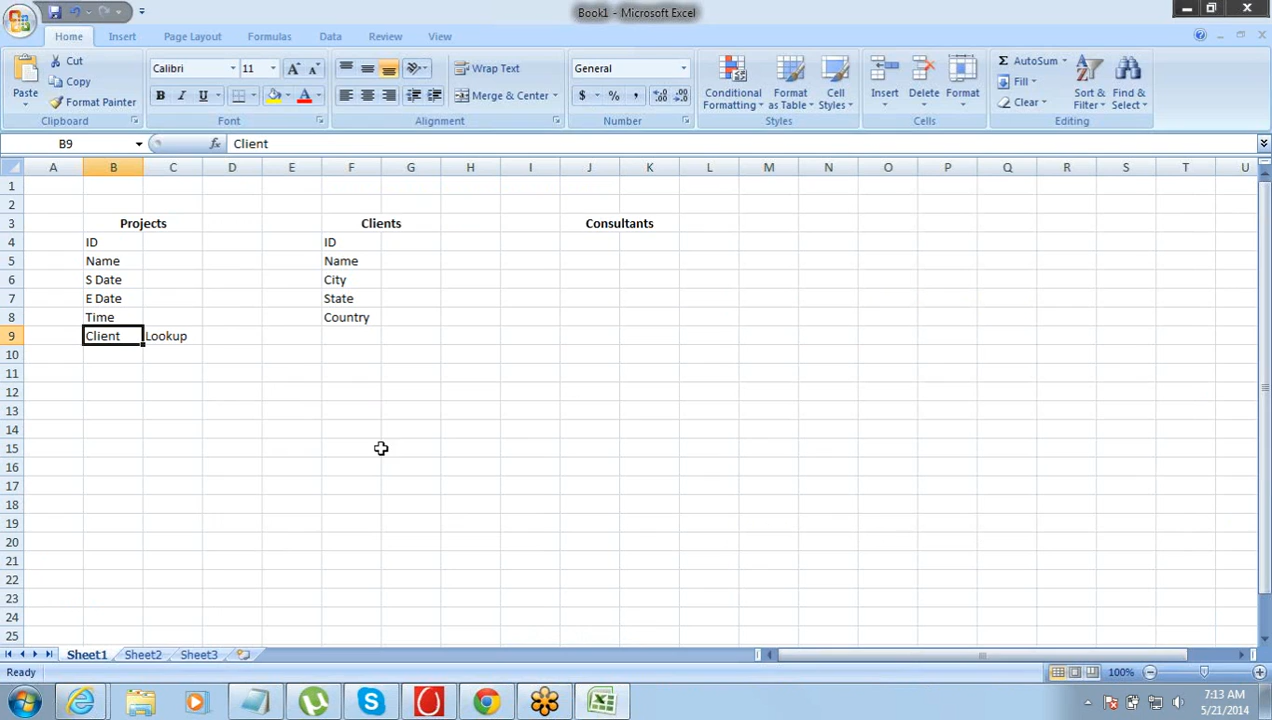 Book1 - Microsoft Excel
Home Insert Page Layout Formulas Data Review View
Paste
Cut
Copy
Format Painter
Clipboard
Calibri 11
B I U
Font
Wrap Text
Merge & Center
Alignment
General
$ % ,
Number
Conditional Formatting
Format as Table
Cell Styles
Styles
Insert
Delete
Format
Cells
AutoSum
Fill
Clear
Sort & Filter
Find & Select
Editing
B9 fx Client
A B C D E F G H I J K L M N O P Q R S T U
1
2
3 Projects Clients Consultants
4 ID ID
5 Name Name
6 S Date City
7 E Date State
8 Time Country
9 Client Lookup
10
11
12
13
14
15
16
17
18
19
20
21
22
23
24
25
Sheet1 Sheet2 Sheet3
Ready 100%
7:13 AM
5/21/2014